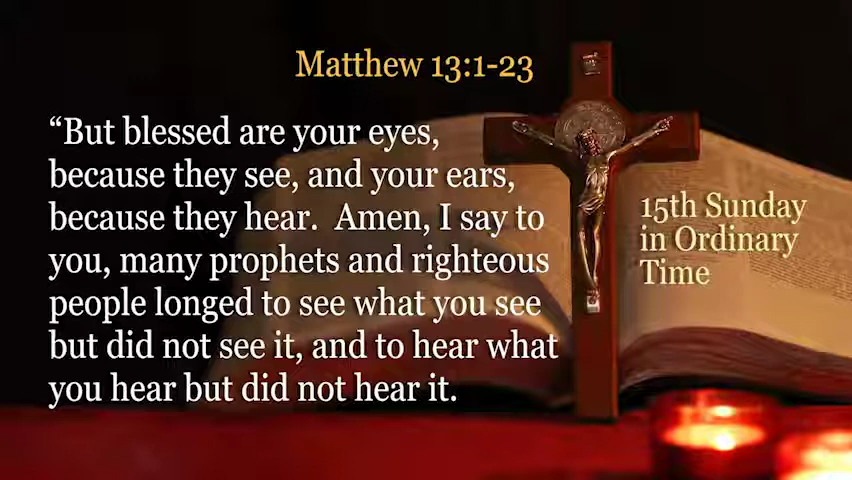 Matthew 13:1-23
“But blessed are your eyes,
because they see, and your ears,
because they hear.  Amen, I say to
you, many prophets and righteous
people longed to see what you see
but did not see it, and to hear what
you hear but did not hear it.
15th Sunday
in Ordinary
Time